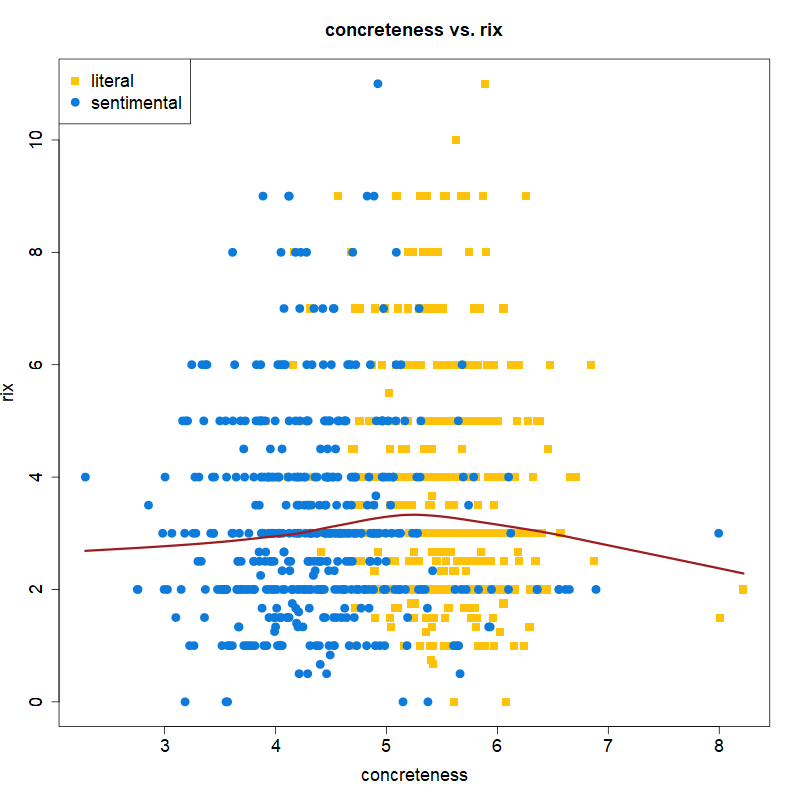 concreteness vs. rix
literal
sentimental
10
8
6
4
2
0
rix
3 4 5 6 7 8
concreteness